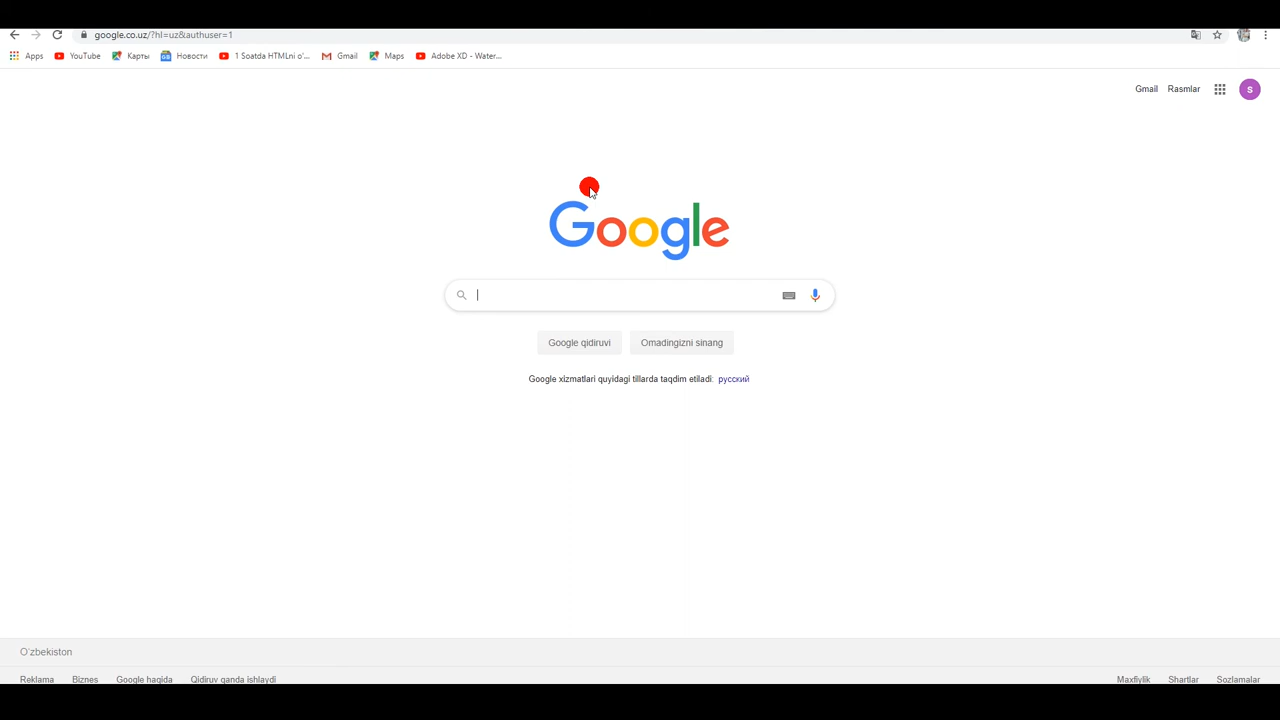 google.co.uz/?hl=uz&authuser=1
Apps YouTube Карты Новости 1 Soatda HTMLni o'... Gmail Maps Adobe XD - Water...
Gmail Rasmlar S
Google
Google qidiruvi Omadingizni sinang
Google xizmatlari quyidagi tillarda taqdim etiladi: русский
Oʻzbekiston
Reklama Biznes Google haqida Qidiruv qanda ishlaydi Maxfiylik Shartlar Sozlamalar